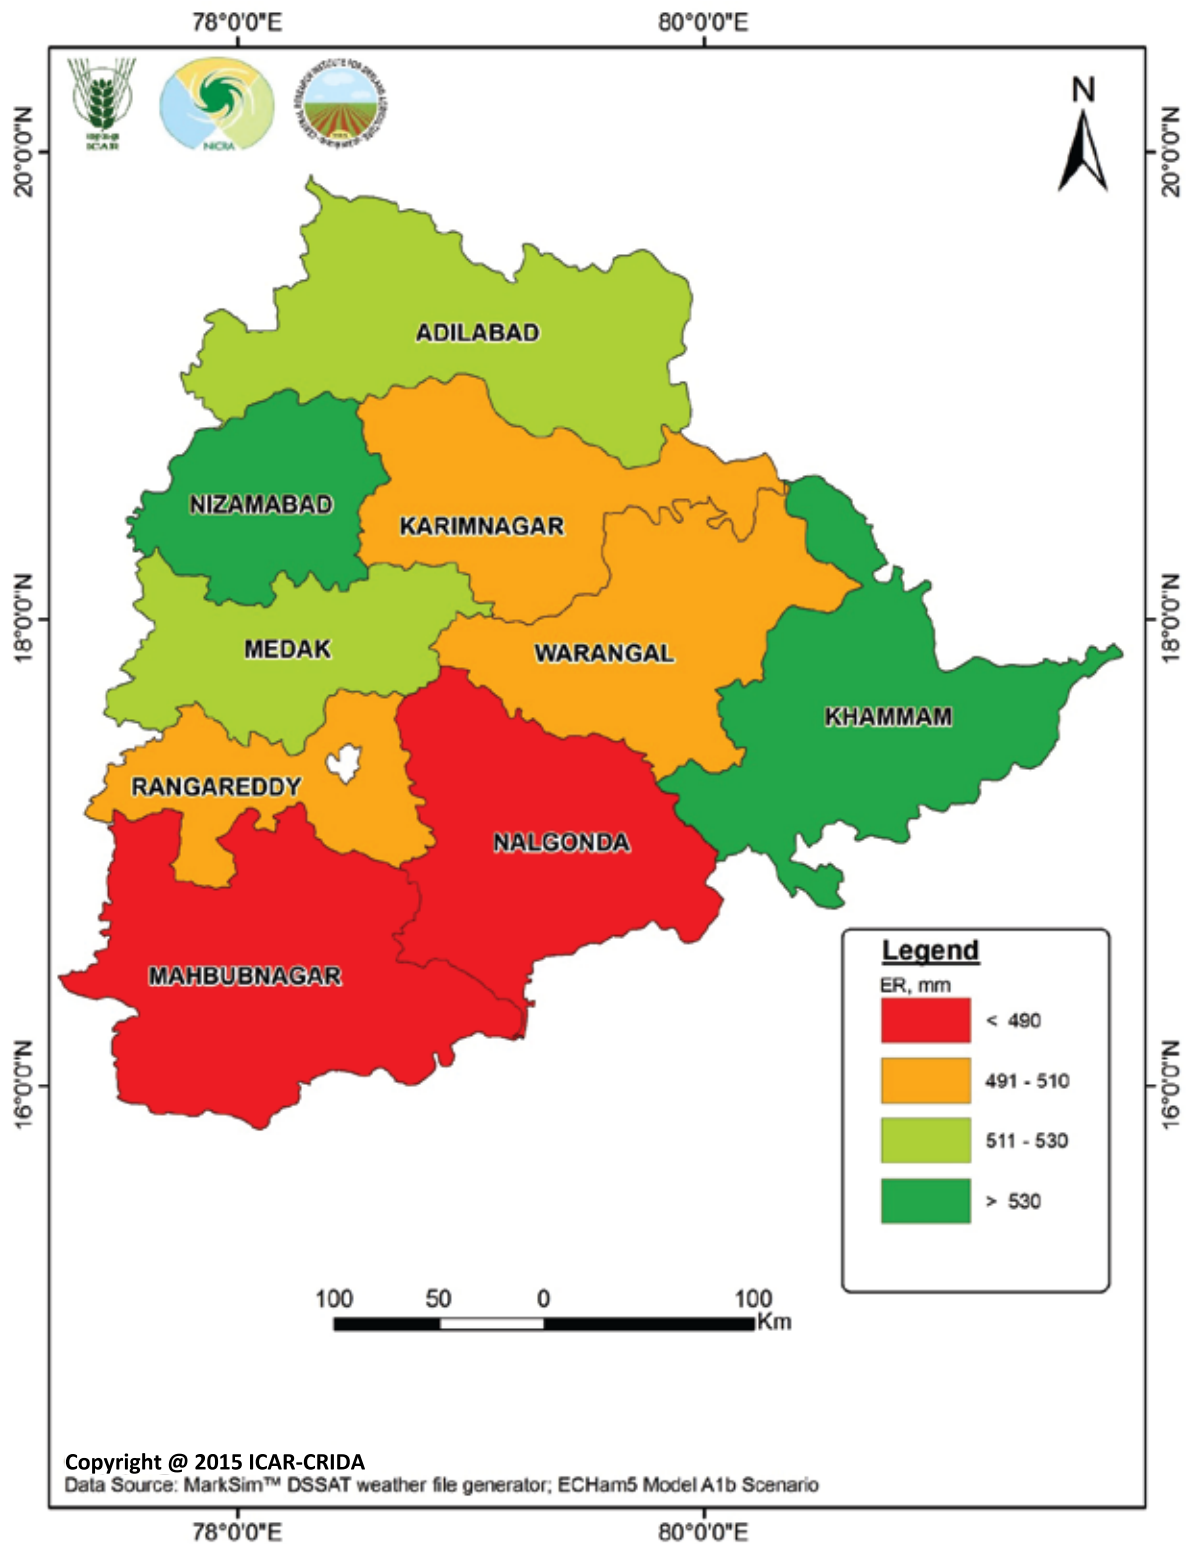 78°0'0"E 80°0'0"E
20°0'0"N 20°0'0"N
ICAR
NICRA
N
ADILABAD
NIZAMABAD
KARIMNAGAR
18°0'0"N 18°0'0"N
MEDAK
WARANGAL
KHAMMAM
RANGAREDDY
NALGONDA
MAHBUBNAGAR
Legend
ER, mm
< 490
491 - 510
511 - 530
> 530
16°0'0"N 16°0'0"N
100 50 0 100
Km
Copyright @ 2015 ICAR-CRIDA
Data Source: MarkSim™ DSSAT weather file generator; ECHam5 Model A1b Scenario
78°0'0"E 80°0'0"E